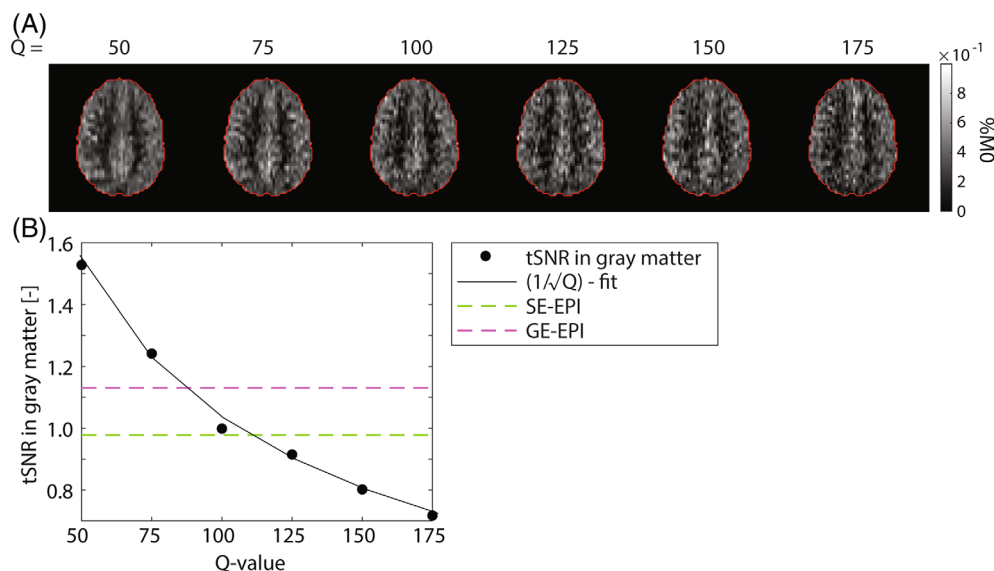 (A)
Q = 50 75 100 125 150 175
×10⁻¹
8
6
4
2
0
%M0
(B)
1.6
1.4
1.2
1.0
0.8
tSNR in gray matter [-]
50 75 100 125 150 175
Q-value
tSNR in gray matter
(1/√Q) - fit
SE-EPI
GE-EPI